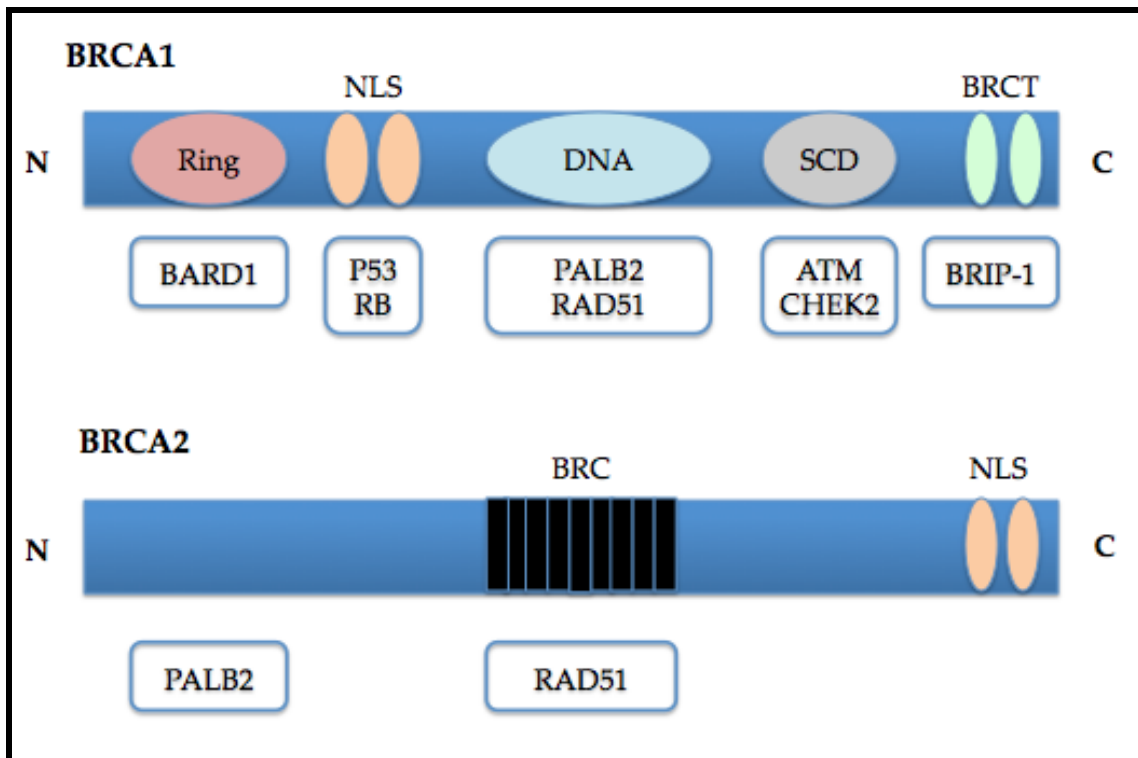 BRCA1
NLS
BRCT
N
Ring
DNA
SCD
C
BARD1
P53
RB
PALB2
RAD51
ATM
CHEK2
BRIP-1
BRCA2
BRC
NLS
N
C
PALB2
RAD51